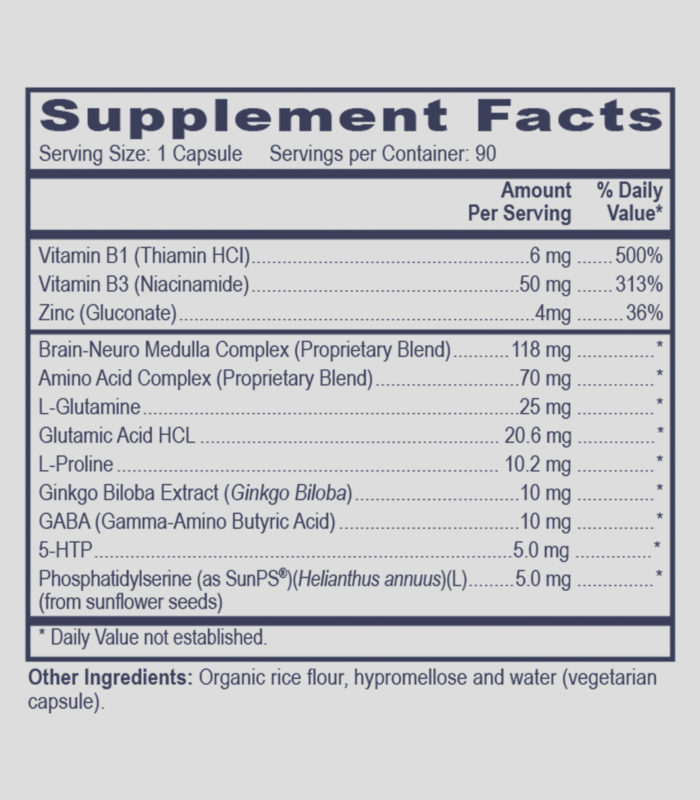 Supplement Facts
Serving Size: 1 Capsule Servings per Container: 90
Amount Per Serving % Daily Value*
Vitamin B1 (Thiamin HCl) 6 mg 500%
Vitamin B3 (Niacinamide) 50 mg 313%
Zinc (Gluconate) 4mg 36%
Brain-Neuro Medulla Complex (Proprietary Blend) 118 mg *
Amino Acid Complex (Proprietary Blend) 70 mg *
L-Glutamine 25 mg *
Glutamic Acid HCL 20.6 mg *
L-Proline 10.2 mg *
Ginkgo Biloba Extract (Ginkgo Biloba) 10 mg *
GABA (Gamma-Amino Butyric Acid) 10 mg *
5-HTP 5.0 mg *
Phosphatidylserine (as SunPS®)(Helianthus annuus)(L) 5.0 mg *
(from sunflower seeds)
* Daily Value not established.
Other Ingredients: Organic rice flour, hypromellose and water (vegetarian
capsule).